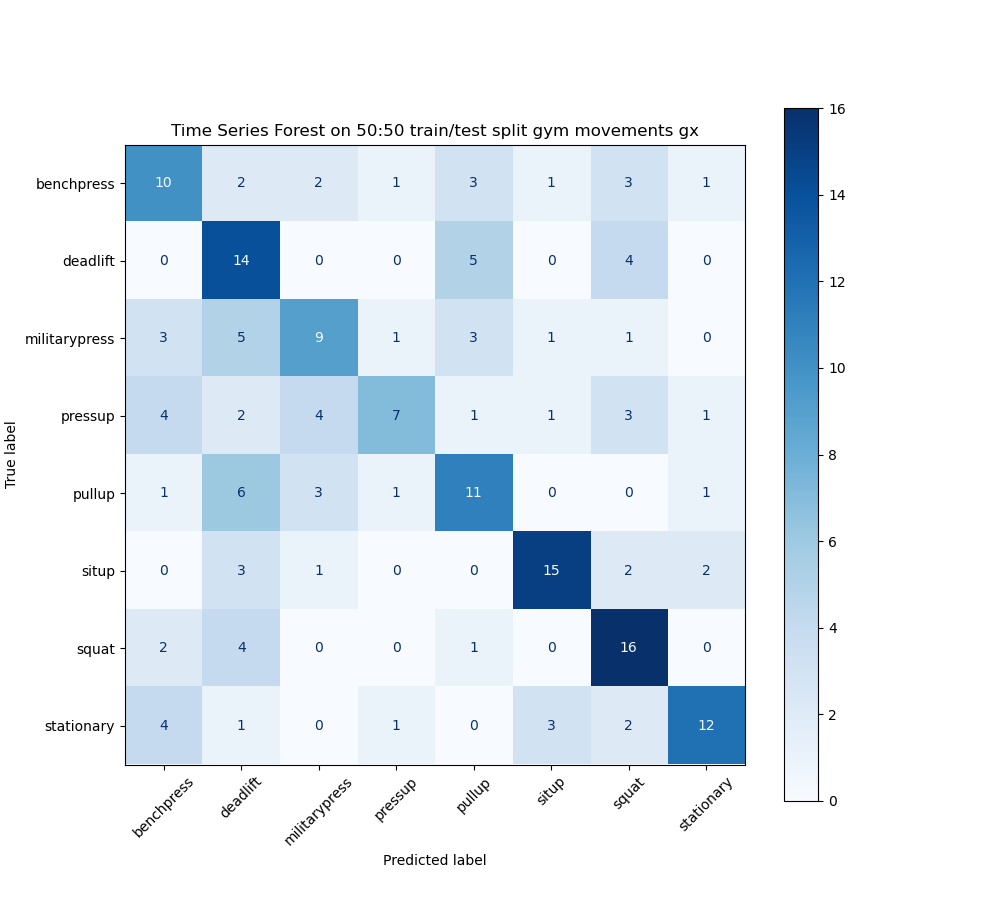 Time Series Forest on 50:50 train/test split gym movements gx
benchpress 10 2 2 1 3 1 3 1
deadlift 0 14 0 0 5 0 4 0
militarypress 3 5 9 1 3 1 1 0
pressup 4 2 4 7 1 1 3 1
pullup 1 6 3 1 11 0 0 1
situp 0 3 1 0 0 15 2 2
squat 2 4 0 0 1 0 16 0
stationary 4 1 0 1 0 3 2 12
True label
benchpress deadlift militarypress pressup pullup situp squat stationary
Predicted label
16
14
12
10
8
6
4
2
0